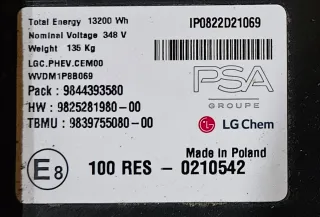 Total Energy 13200 Wh
IP0822D21069
Nominal Voltage 348 V
Weight 135 Kg
LGC.PHEV.CEM00
WVDM1P8B069
Pack : 9844393580
HW : 9825281980-00
TBMU : 9839755080-00
PSA
GROUPE
LG Chem
Made in Poland
E8
100 RES - 0210542